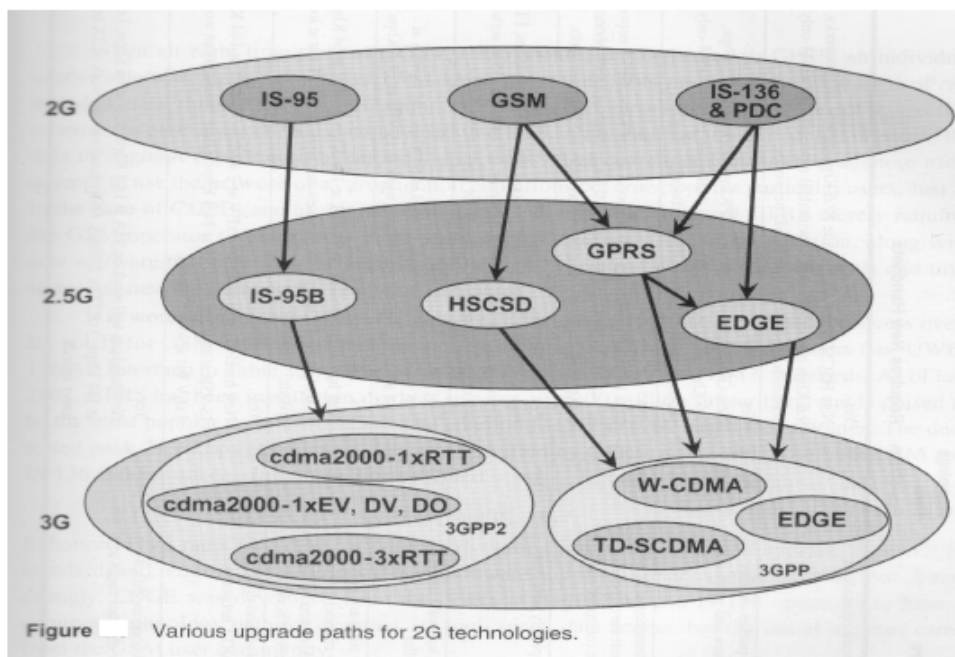 2G
IS-95
GSM
IS-136
& PDC
2.5G
IS-95B
HSCSD
GPRS
EDGE
3G
cdma2000-1xRTT
cdma2000-1xEV, DV, DO
3GPP2
cdma2000-3xRTT
W-CDMA
EDGE
TD-SCDMA
3GPP
Figure Various upgrade paths for 2G technologies.